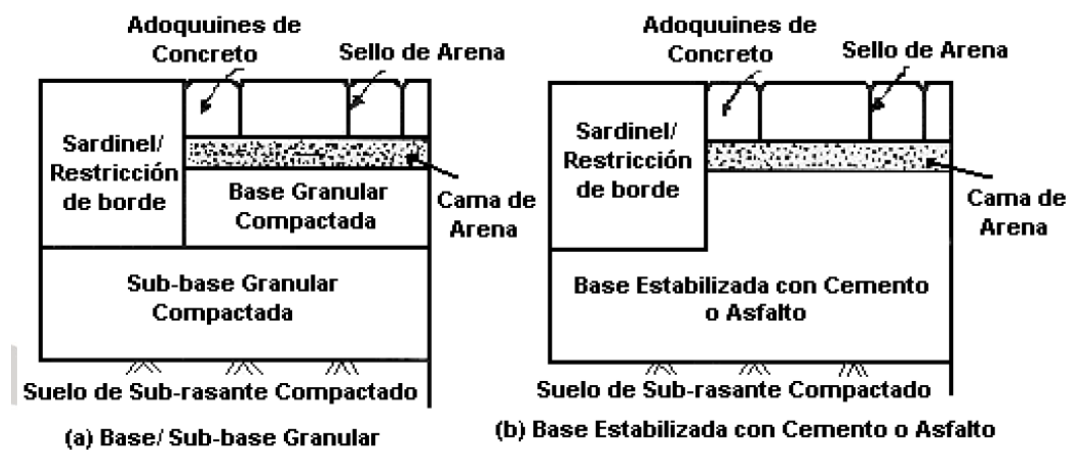 Adoquuines de
Concreto
Sello de Arena
Sardinel/
Restricción
de borde
Base Granular
Compactada
Cama de
Arena
Sub-base Granular
Compactada
Suelo de Sub-rasante Compactado
(a) Base/ Sub-base Granular
Adoquuines de
Concreto
Sello de Arena
Sardinel/
Restricción
de borde
Cama de
Arena
Base Estabilizada con Cemento
o Asfalto
Suelo de Sub-rasante Compactado
(b) Base Estabilizada con Cemento o Asfalto